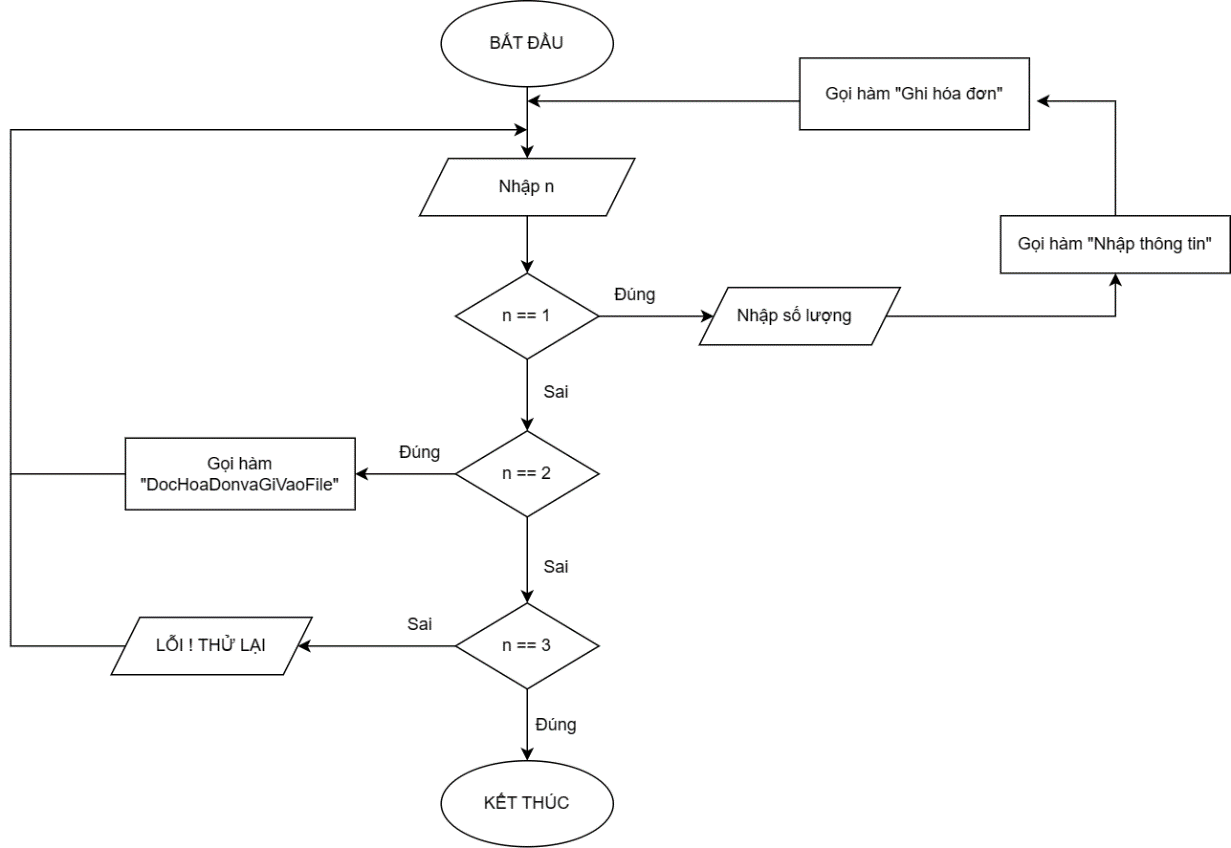 BẮT ĐẦU
Gọi hàm "Ghi hóa đơn"
Nhập n
Gọi hàm "Nhập thông tin"
n == 1
Đúng
Nhập số lượng
Sai
n == 2
Đúng
Gọi hàm
"DocHoaDonvaGiVaoFile"
Sai
n == 3
Sai
LỖI ! THỬ LẠI
Đúng
KẾT THÚC